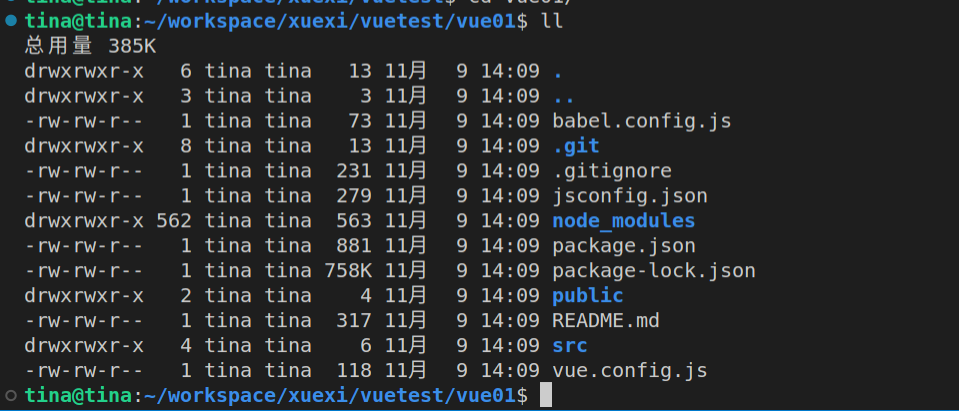 tina@tina:~/workspace/xuexi/vuetest/vue01$ ll
总用量 385K
drwxrwxr-x   6 tina tina   13 11月   9 14:09 .
drwxrwxr-x   3 tina tina    3 11月   9 14:09 ..
-rw-rw-r--   1 tina tina   73 11月   9 14:09 babel.config.js
drwxrwxr-x   8 tina tina   13 11月   9 14:09 .git
-rw-rw-r--   1 tina tina  231 11月   9 14:09 .gitignore
-rw-rw-r--   1 tina tina  279 11月   9 14:09 jsconfig.json
drwxrwxr-x 562 tina tina  563 11月   9 14:09 node_modules
-rw-rw-r--   1 tina tina  881 11月   9 14:09 package.json
-rw-rw-r--   1 tina tina 758K 11月   9 14:09 package-lock.json
drwxrwxr-x   2 tina tina    4 11月   9 14:09 public
-rw-rw-r--   1 tina tina  317 11月   9 14:09 README.md
drwxrwxr-x   4 tina tina    6 11月   9 14:09 src
-rw-rw-r--   1 tina tina  118 11月   9 14:09 vue.config.js
tina@tina:~/workspace/xuexi/vuetest/vue01$